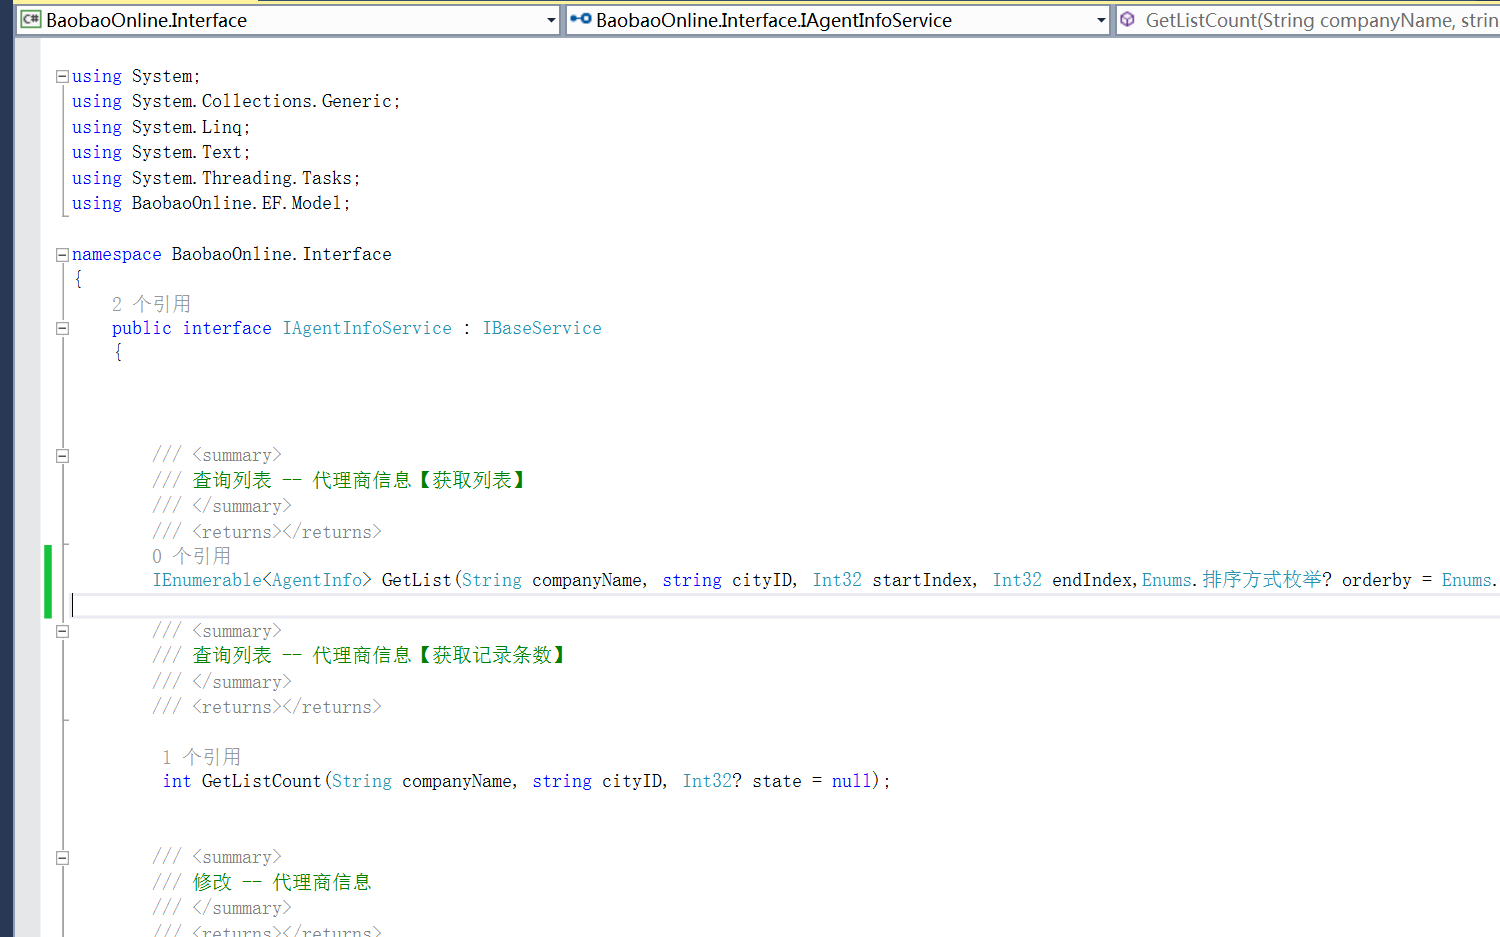 BaobaoOnline.Interface
BaobaoOnline.Interface.IAgentInfoService
GetListCount(String companyName, strin
using System;
using System.Collections.Generic;
using System.Linq;
using System.Text;
using System.Threading.Tasks;
using BaobaoOnline.EF.Model;
namespace BaobaoOnline.Interface
{
2 个引用
public interface IAgentInfoService : IBaseService
{
/// <summary>
/// 查询列表 -- 代理商信息【获取列表】
/// </summary>
/// <returns></returns>
0 个引用
IEnumerable<AgentInfo> GetList(String companyName, string cityID, Int32 startIndex, Int32 endIndex,Enums.排序方式枚举? orderby = Enums.
/// <summary>
/// 查询列表 -- 代理商信息【获取记录条数】
/// </summary>
/// <returns></returns>
1 个引用
int GetListCount(String companyName, string cityID, Int32? state = null);
/// <summary>
/// 修改 -- 代理商信息
/// </summary>
/// <returns></returns>